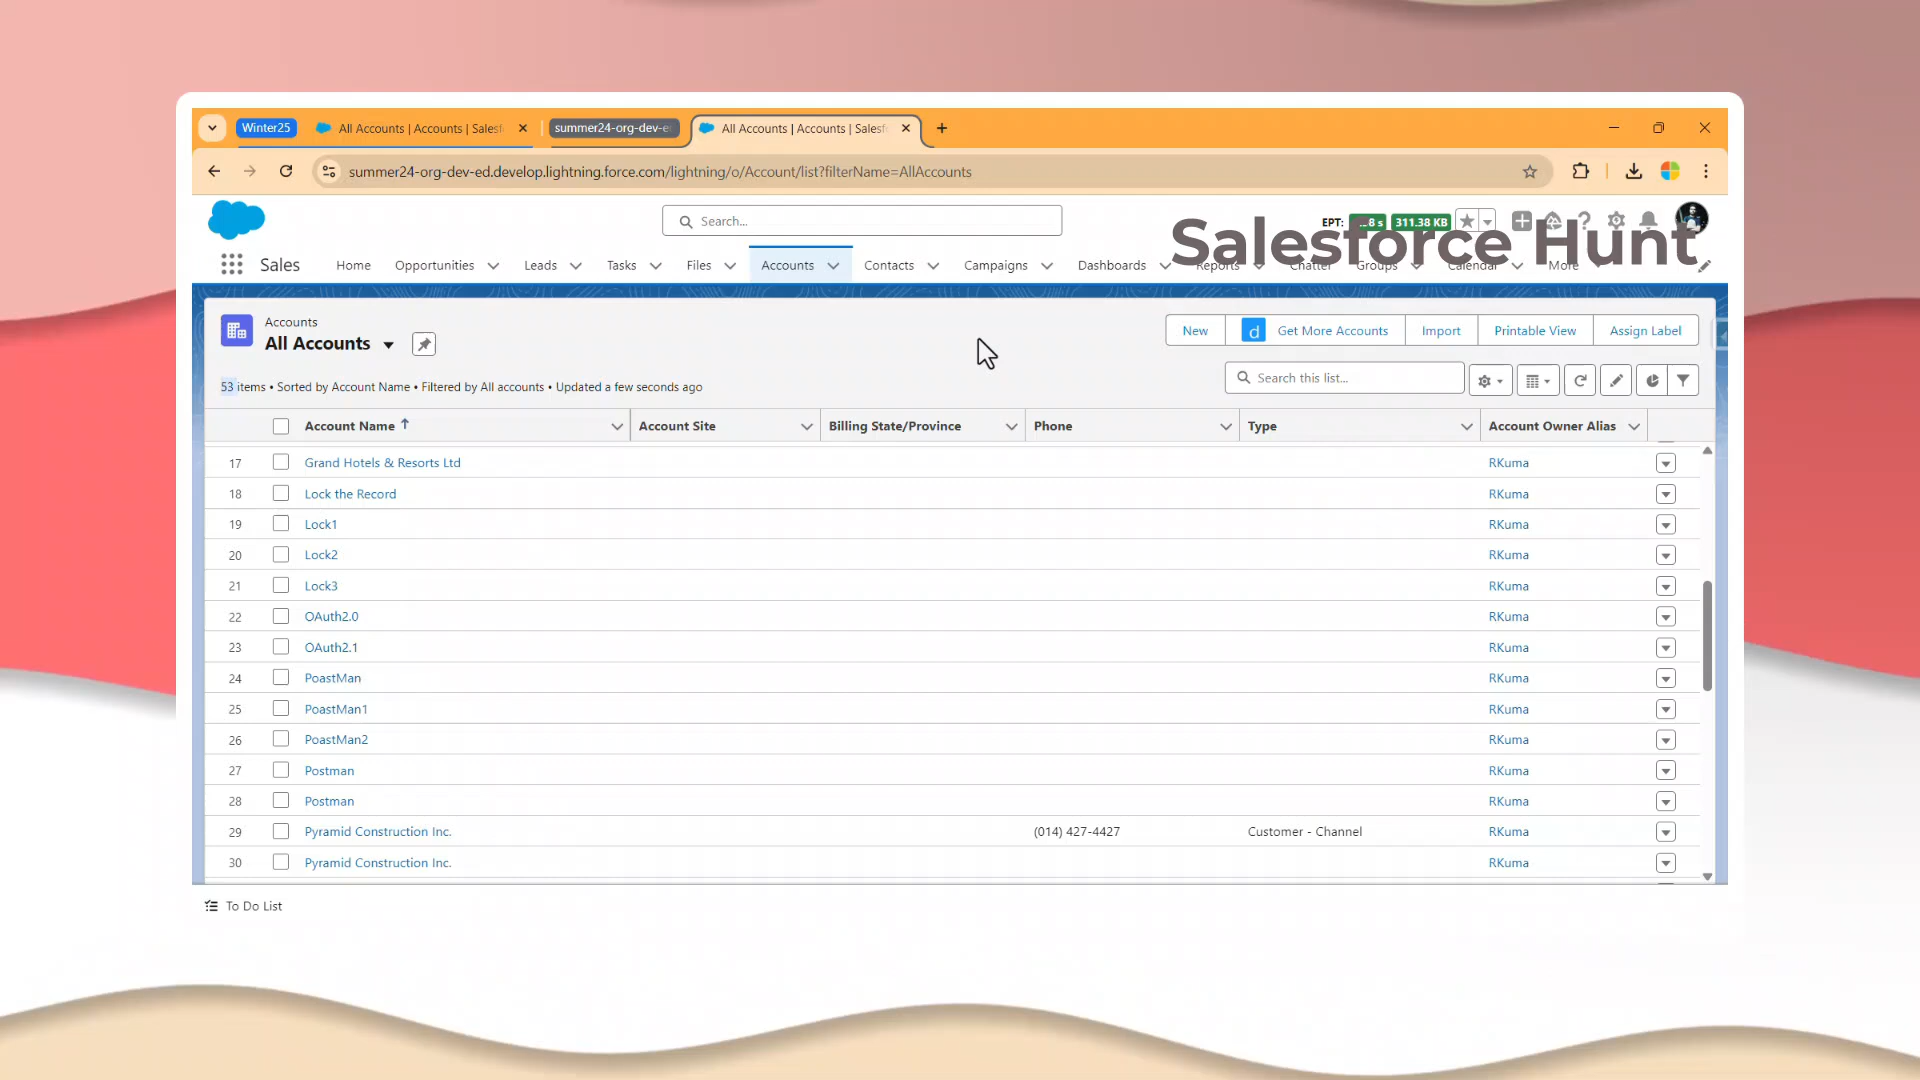 Winter25 All Accounts | Accounts | Salesf summer24-org-dev-e All Accounts | Accounts | Salesf
summer24-org-dev-ed.develop.lightning.force.com/lightning/o/Account/list?filterName=AllAccounts
Search... EPT: 8 s 311.38 KB
Salesforce Hunt
Sales Home Opportunities Leads Tasks Files Accounts Contacts Campaigns Dashboards Reports Chatter Groups Calendar More
Accounts
All Accounts
New Get More Accounts Import Printable View Assign Label
53 items • Sorted by Account Name • Filtered by All accounts • Updated a few seconds ago
Search this list...
Account Name Account Site Billing State/Province Phone Type Account Owner Alias
17 Grand Hotels & Resorts Ltd RKuma
18 Lock the Record RKuma
19 Lock1 RKuma
20 Lock2 RKuma
21 Lock3 RKuma
22 OAuth2.0 RKuma
23 OAuth2.1 RKuma
24 PoastMan RKuma
25 PoastMan1 RKuma
26 PoastMan2 RKuma
27 Postman RKuma
28 Postman RKuma
29 Pyramid Construction Inc. (014) 427-4427 Customer - Channel RKuma
30 Pyramid Construction Inc. RKuma
To Do List